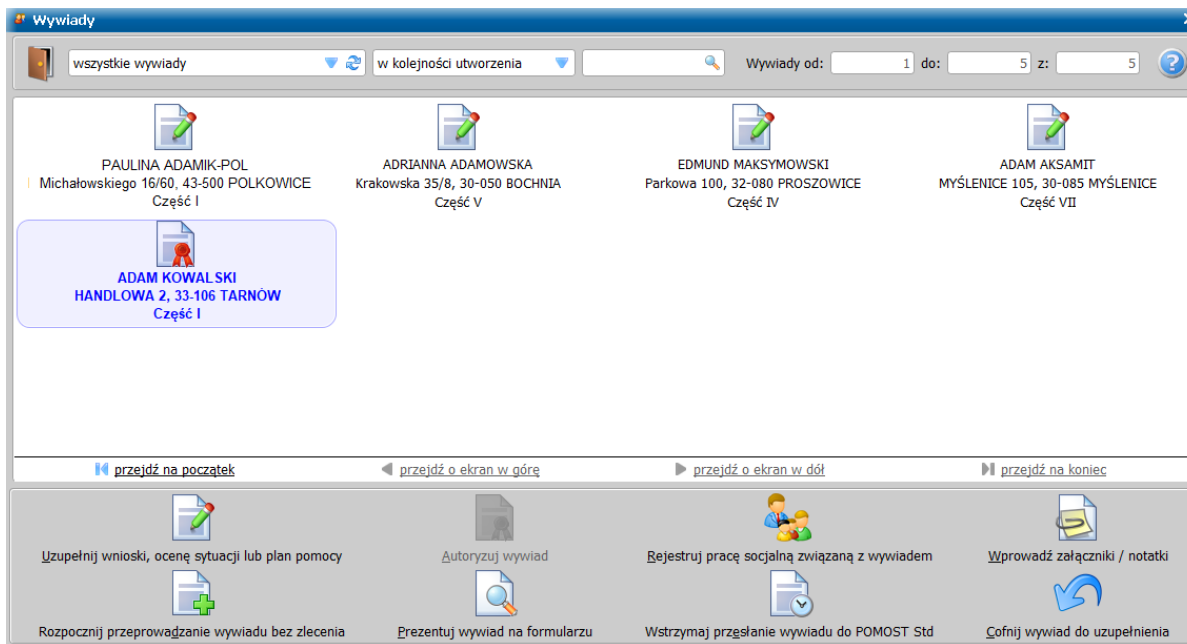 Wywiady
wszystkie wywiady
w kolejności utworzenia
Wywiady od: 1 do: 5 z: 5
PAULINA ADAMIK-POL
Michałowskiego 16/60, 43-500 POLKOWICE
Część I
ADRIANNA ADAMOWSKA
Krakowska 35/8, 30-050 BOCHNIA
Część V
EDMUND MAKSYMOWSKI
Parkowa 100, 32-080 PROSZOWICE
Część IV
ADAM AKSAMIT
MYŚLENICE 105, 30-085 MYŚLENICE
Część VII
ADAM KOWALSKI
HANDLOWA 2, 33-106 TARNÓW
Część I
przejdź na początek
przejdź o ekran w górę
przejdź o ekran w dół
przejdź na koniec
Uzupełnij wnioski, ocenę sytuacji lub plan pomocy
Autoryzuj wywiad
Rejestruj pracę socjalną związaną z wywiadem
Wprowadź załączniki / notatki
Rozpocznij przeprowadzanie wywiadu bez zlecenia
Prezentuj wywiad na formularzu
Wstrzymaj przesłanie wywiadu do POMOST Std
Cofnij wywiad do uzupełnienia